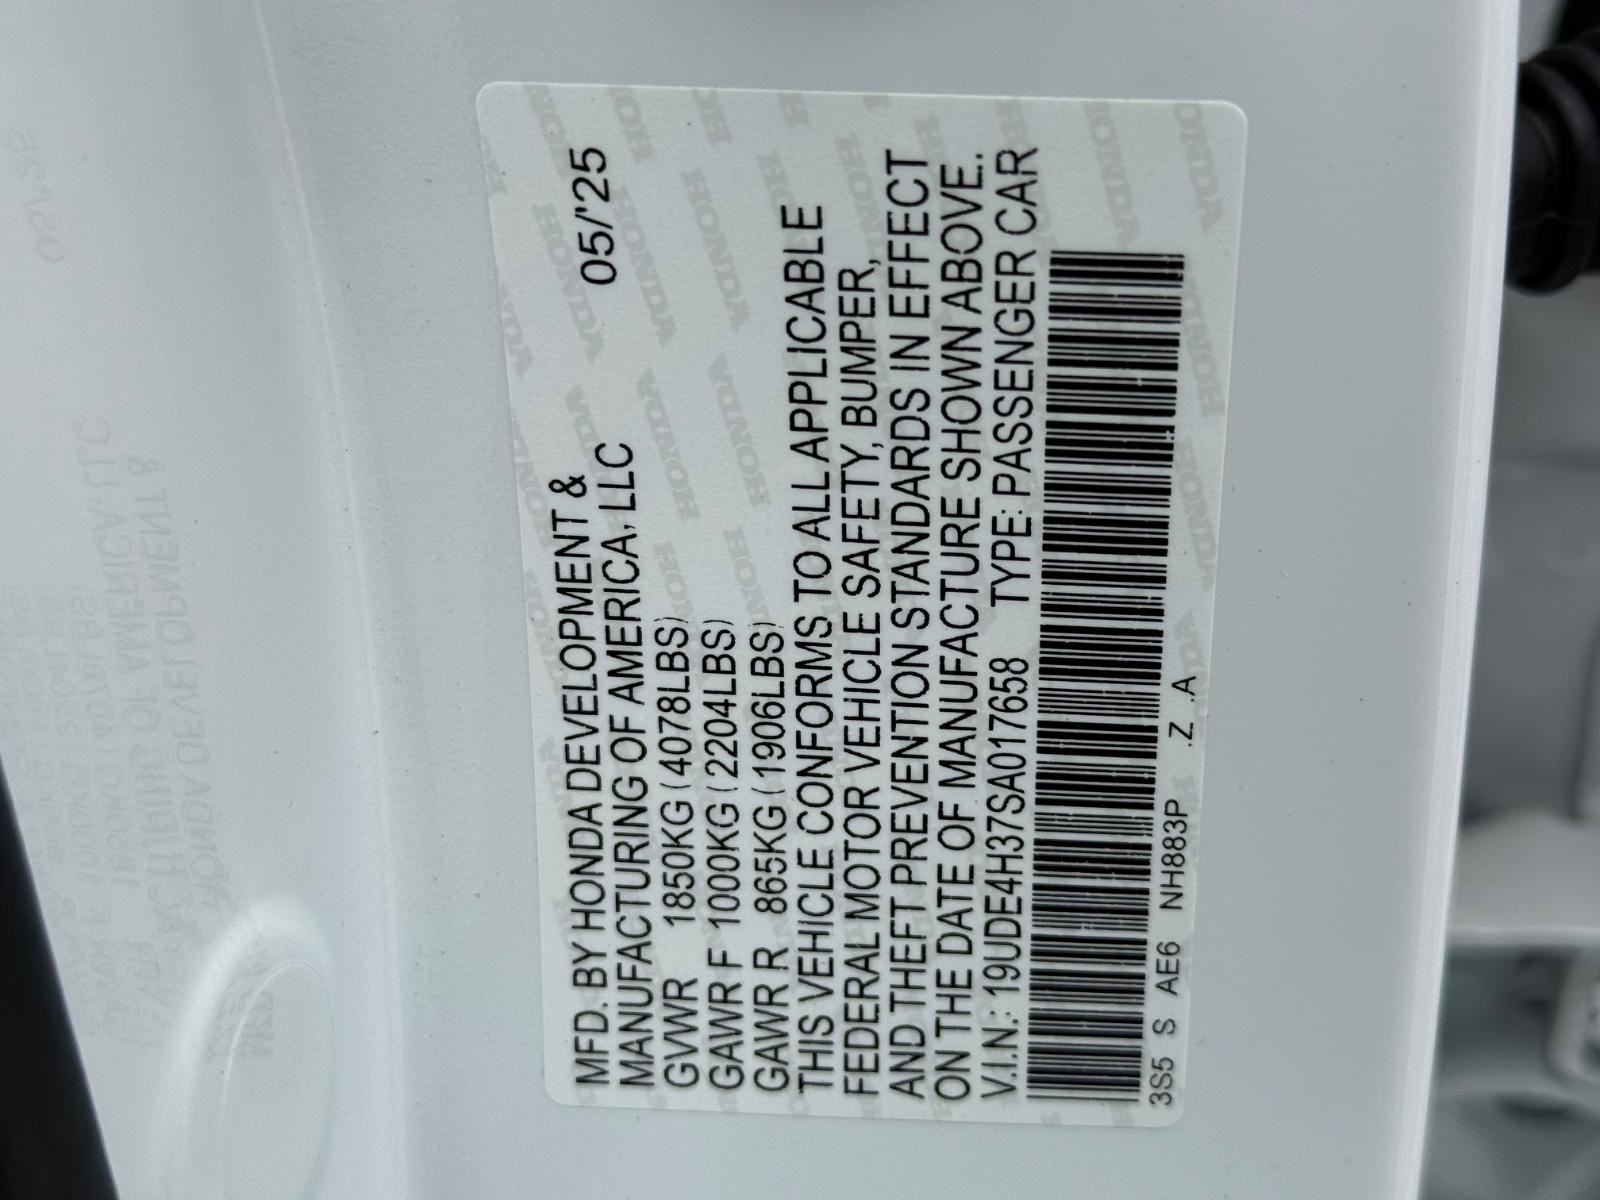 MFD. BY HONDA DEVELOPMENT &
MANUFACTURING OF AMERICA, LLC 05/'25
GVWR 1850KG (4078LBS)
GAWR F 1000KG (2204LBS)
GAWR R 865KG (1906LBS)
THIS VEHICLE CONFORMS TO ALL APPLICABLE
FEDERAL MOTOR VEHICLE SAFETY, BUMPER,
AND THEFT PREVENTION STANDARDS IN EFFECT
ON THE DATE OF MANUFACTURE SHOWN ABOVE.
V.I.N.: 19UDE4H37SA017658 TYPE: PASSENGER CAR
3S5 S AE6 NH883P .Z .A